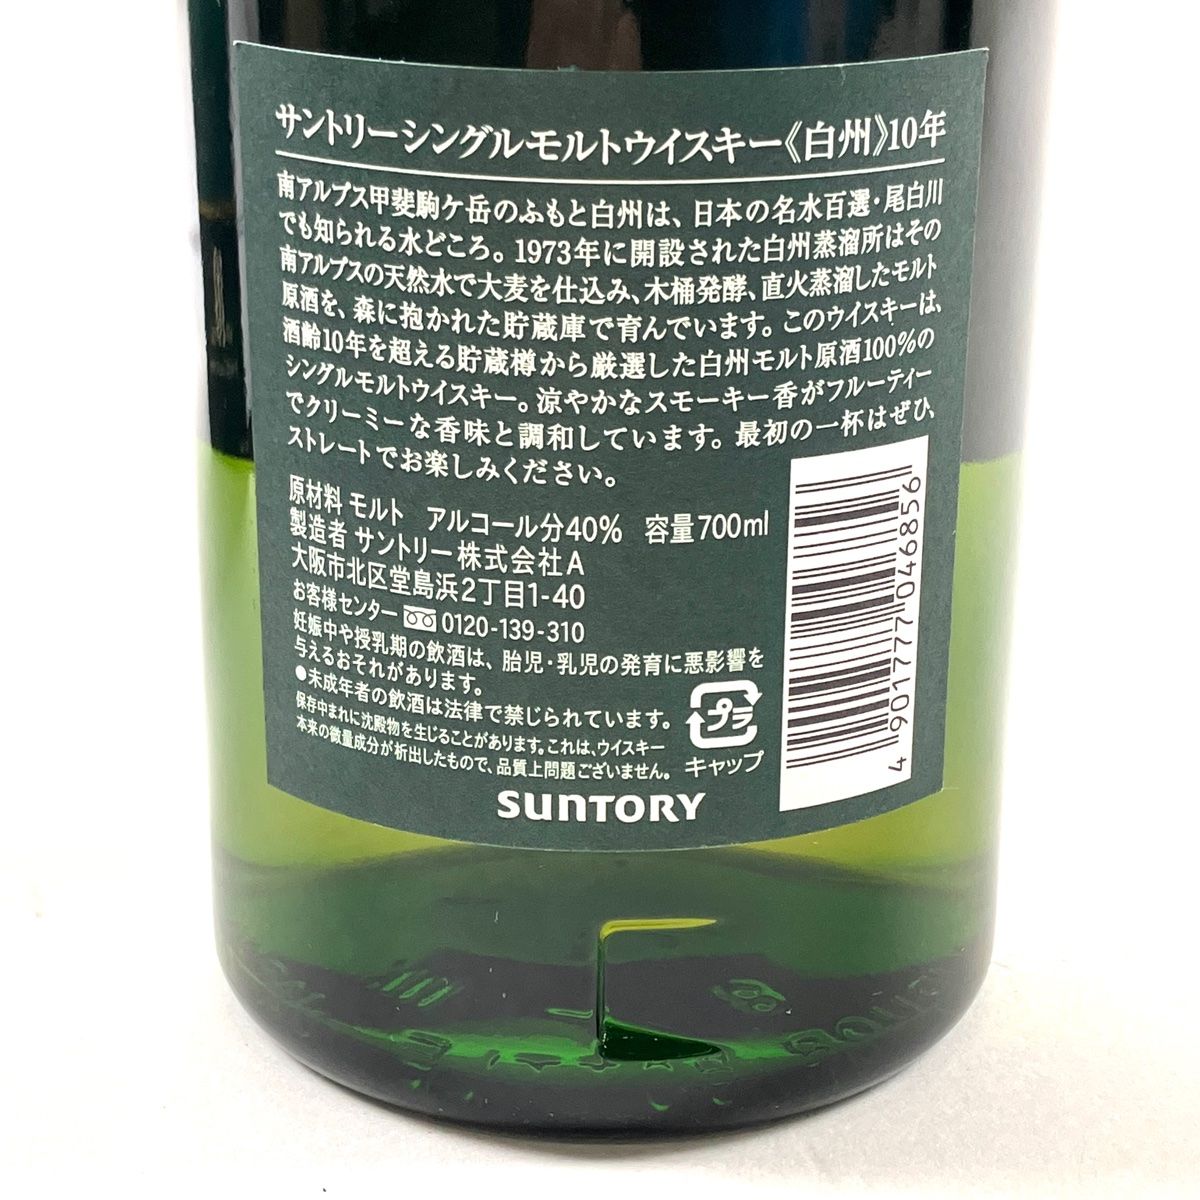 サントリーシングルモルトウイスキー《白州》10年
南アルプス甲斐駒ケ岳のふもと白州は、日本の名水百選・尾白川
でも知られる水どころ。1973年に開設された白州蒸溜所はその
南アルプスの天然水で大麦を仕込み、木桶発酵、直火蒸溜したモルト
原酒を、森に抱かれた貯蔵庫で育んでいます。このウイスキーは、
酒齢10年を超える貯蔵樽から厳選した白州モルト原酒100%の
シングルモルトウイスキー。涼やかなスモーキー香がフルーティー
でクリーミーな香味と調和しています。最初の一杯はぜひ、
ストレートでお楽しみください。
原材料 モルト アルコール分40% 容量700ml
製造者 サントリー株式会社A
大阪市北区堂島浜2丁目1-40
お客様センター 0120-139-310
妊娠中や授乳期の飲酒は、胎児・乳児の発育に悪影響を
与えるおそれがあります。
●未成年者の飲酒は法律で禁じられています。
保存中まれに沈殿物を生じることがあります。これは、ウイスキー
本来の微量成分が析出したもので、品質上問題ございません。
プラ
キャップ
SUNTORY
4901777046856